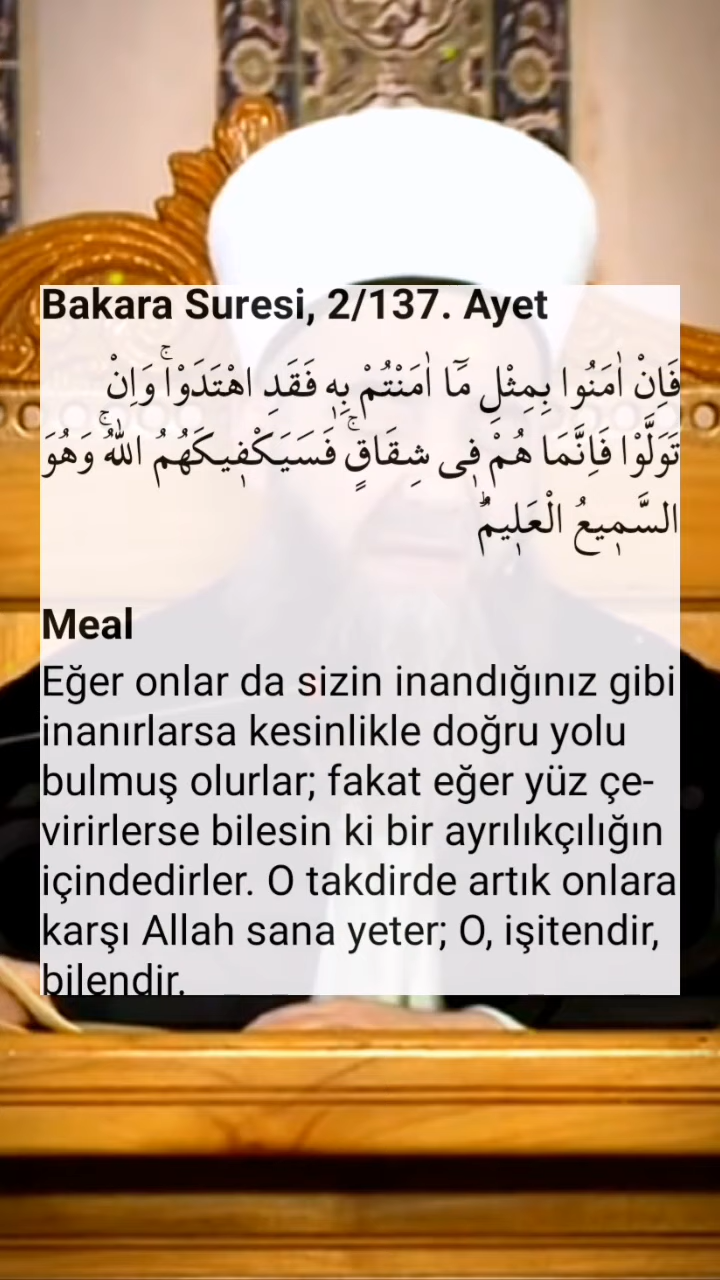 Bakara Suresi, 2/137. Ayet
فَاِنْ اٰمَنُوا بِمِثْلِ مَٓا اٰمَنْتُمْ بِه۪ فَقَدِ اهْتَدَوْاۚ وَاِنْ
تَوَلَّوْا فَاِنَّمَا هُمْ ف۪ى شِقَاقٍۚ فَسَيَكْف۪يكَهُمُ اللّٰهُۚ وَهُوَ
السَّم۪يعُ الْعَل۪يمُۜ
Meal
Eğer onlar da sizin inandığınız gibi
inanırlarsa kesinlikle doğru yolu
bulmuş olurlar; fakat eğer yüz çe-
virirlerse bilesin ki bir ayrılıkçılığın
içindedirler. O takdirde artık onlara
karşı Allah sana yeter; O, işitendir,
bilendir.